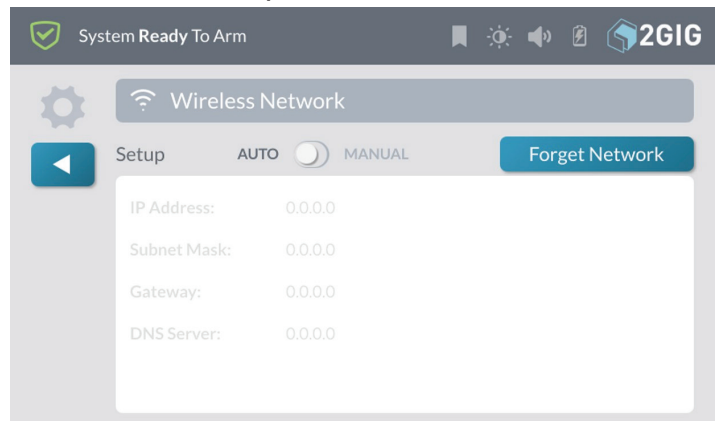 System Ready To Arm
2GIG
Wireless Network
Setup AUTO MANUAL Forget Network
IP Address: 0.0.0.0
Subnet Mask: 0.0.0.0
Gateway: 0.0.0.0
DNS Server: 0.0.0.0